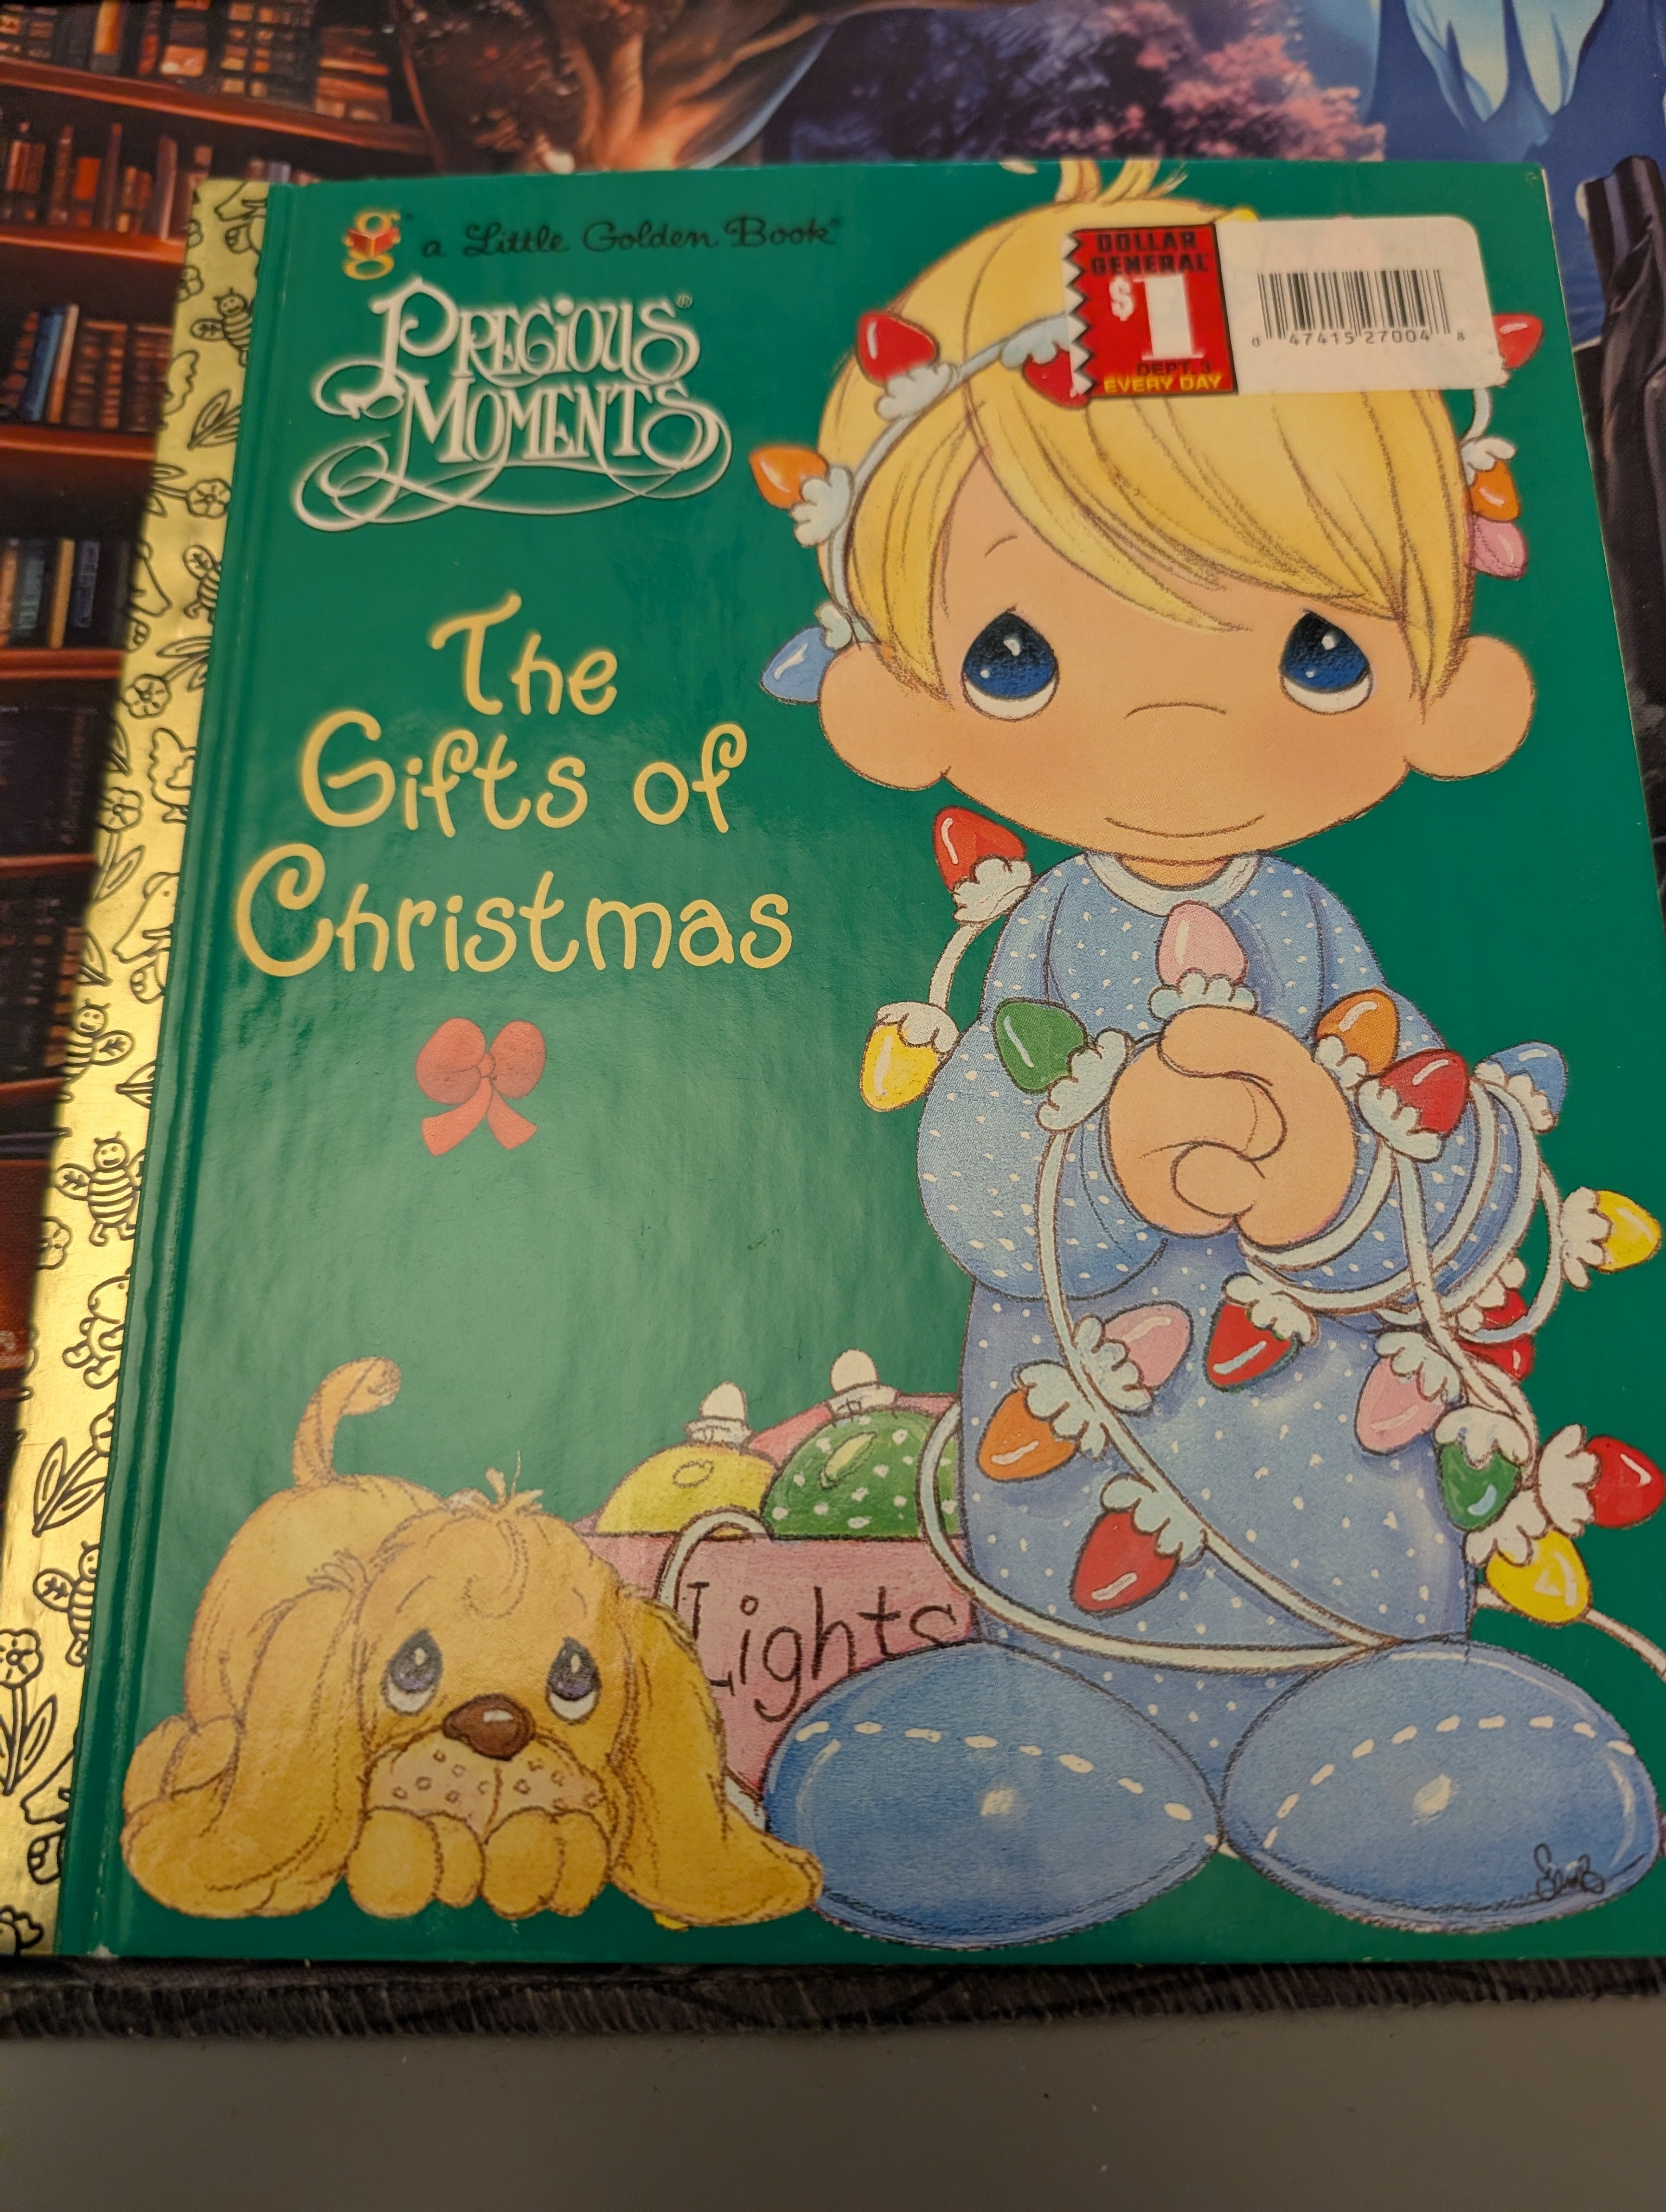 a Little Golden Book™
PRECIOUS®
MOMENTS
The
Gifts of
Christmas
DOLLAR
GENERAL®
$1
DEPT. 3
EVERY DAY
0 47415 27004 8
Lights